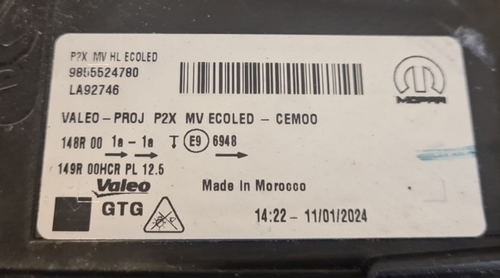 P2X MV HL ECOLED
9855524780
LA92746
MOPAR
VALEO-PROJ P2X MV ECOLED - CEMOO
148R 00 1a - 1a E9 6948
149R 00HCR PL 12.5
Valeo
Made in Morocco
GTG
14:22 - 11/01/2024